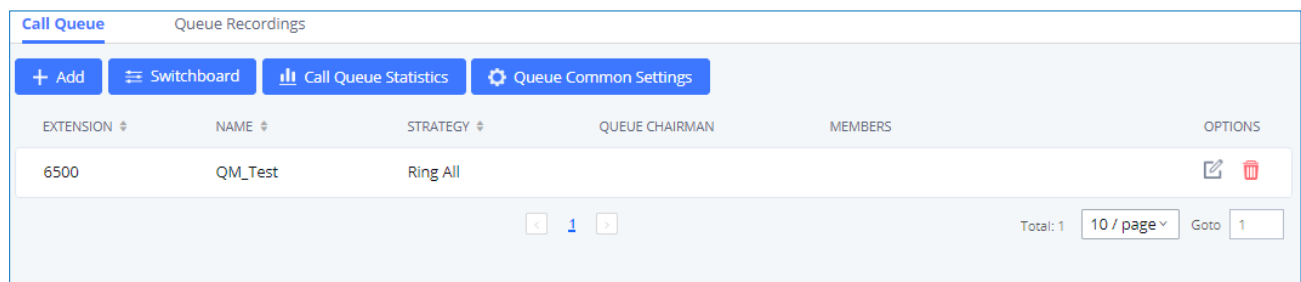 Call Queue Queue Recordings
+ Add Switchboard Call Queue Statistics Queue Common Settings
EXTENSION NAME STRATEGY QUEUE CHAIRMAN MEMBERS OPTIONS
6500 QM_Test Ring All
< 1 > Total: 1 10 / page Goto 1